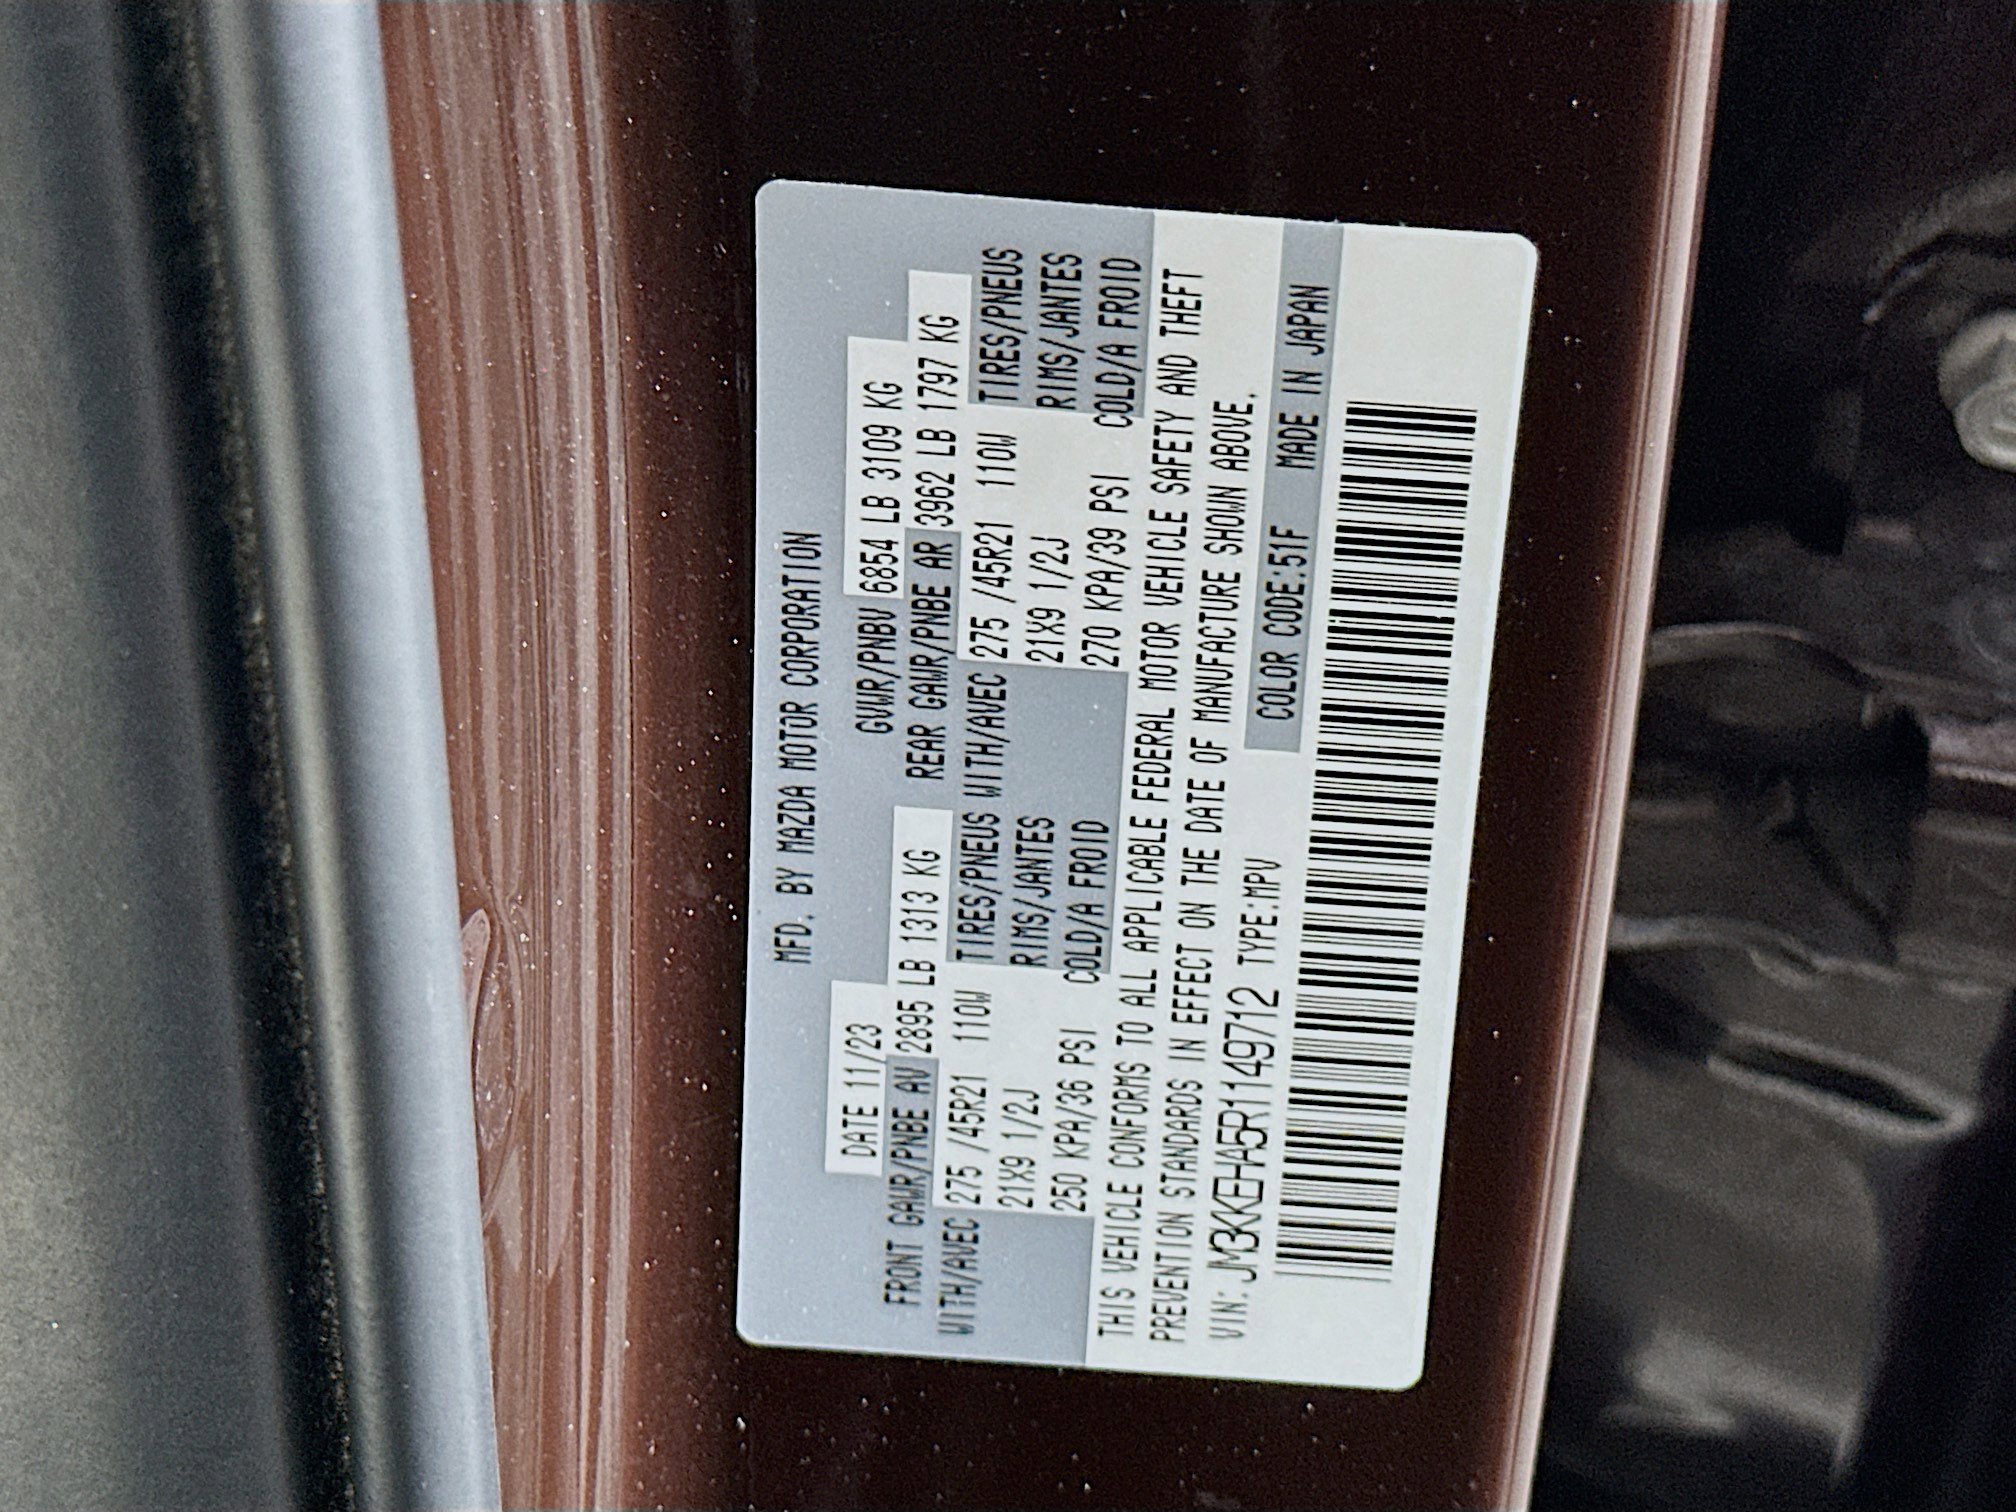 MFD. BY MAZDA MOTOR CORPORATION
DATE 11/23 GVWR/PNBV 6854 LB 3109 KG
FRONT GAWR/PNBE AV 2895 LB 1313 KG REAR GAWR/PNBE AR 3962 LB 1797 KG
WITH/AVEC 275 /45R21 110W TIRES/PNEUS WITH/AVEC 275 /45R21 110W TIRES/PNEUS
21X9 1/2J RIMS/JANTES 21X9 1/2J RIMS/JANTES
250 KPA/36 PSI COLD/A FROID 270 KPA/39 PSI COLD/A FROID
THIS VEHICLE CONFORMS TO ALL APPLICABLE FEDERAL MOTOR VEHICLE SAFETY AND THEFT
PREVENTION STANDARDS IN EFFECT ON THE DATE OF MANUFACTURE SHOWN ABOVE.
VIN: JM3KKEHA5R1149712 TYPE:MPV COLOR CODE:51F MADE IN JAPAN